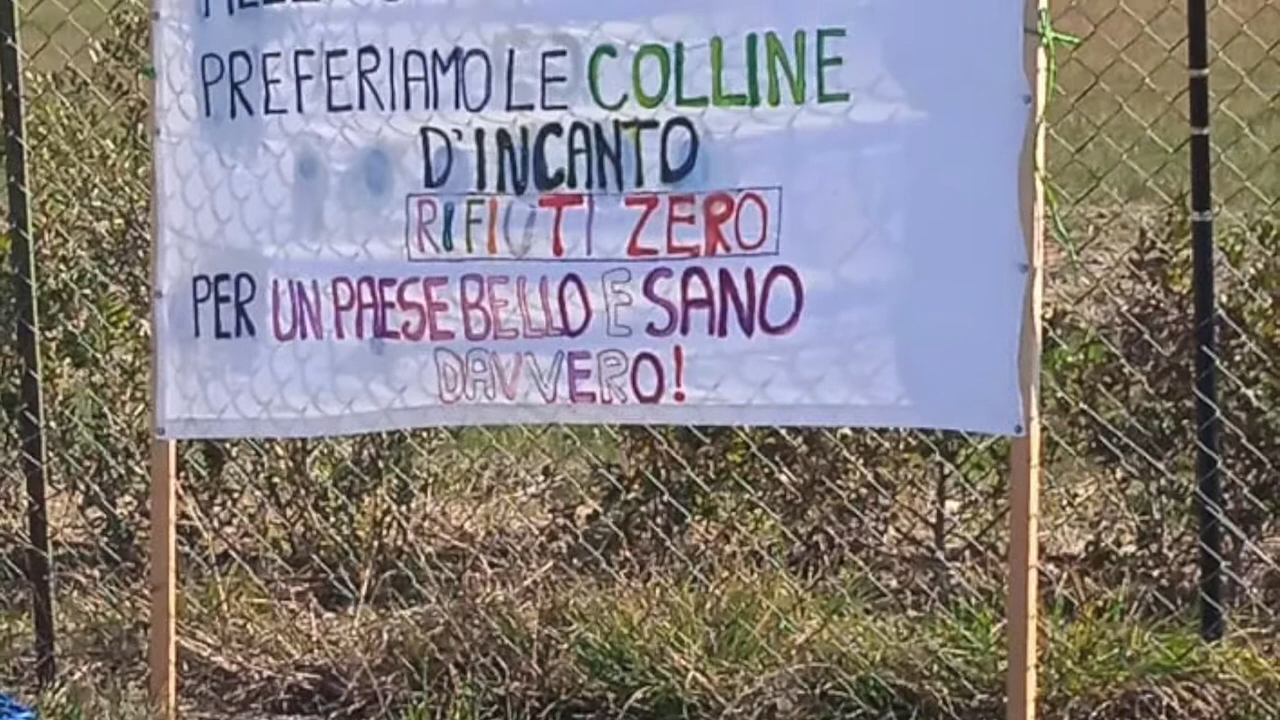 PREFERIAMO LE COLLINE
D'INCANTO
RIFIUTI ZERO
PER UN PAESE BELLO E SANO
DAVVERO!